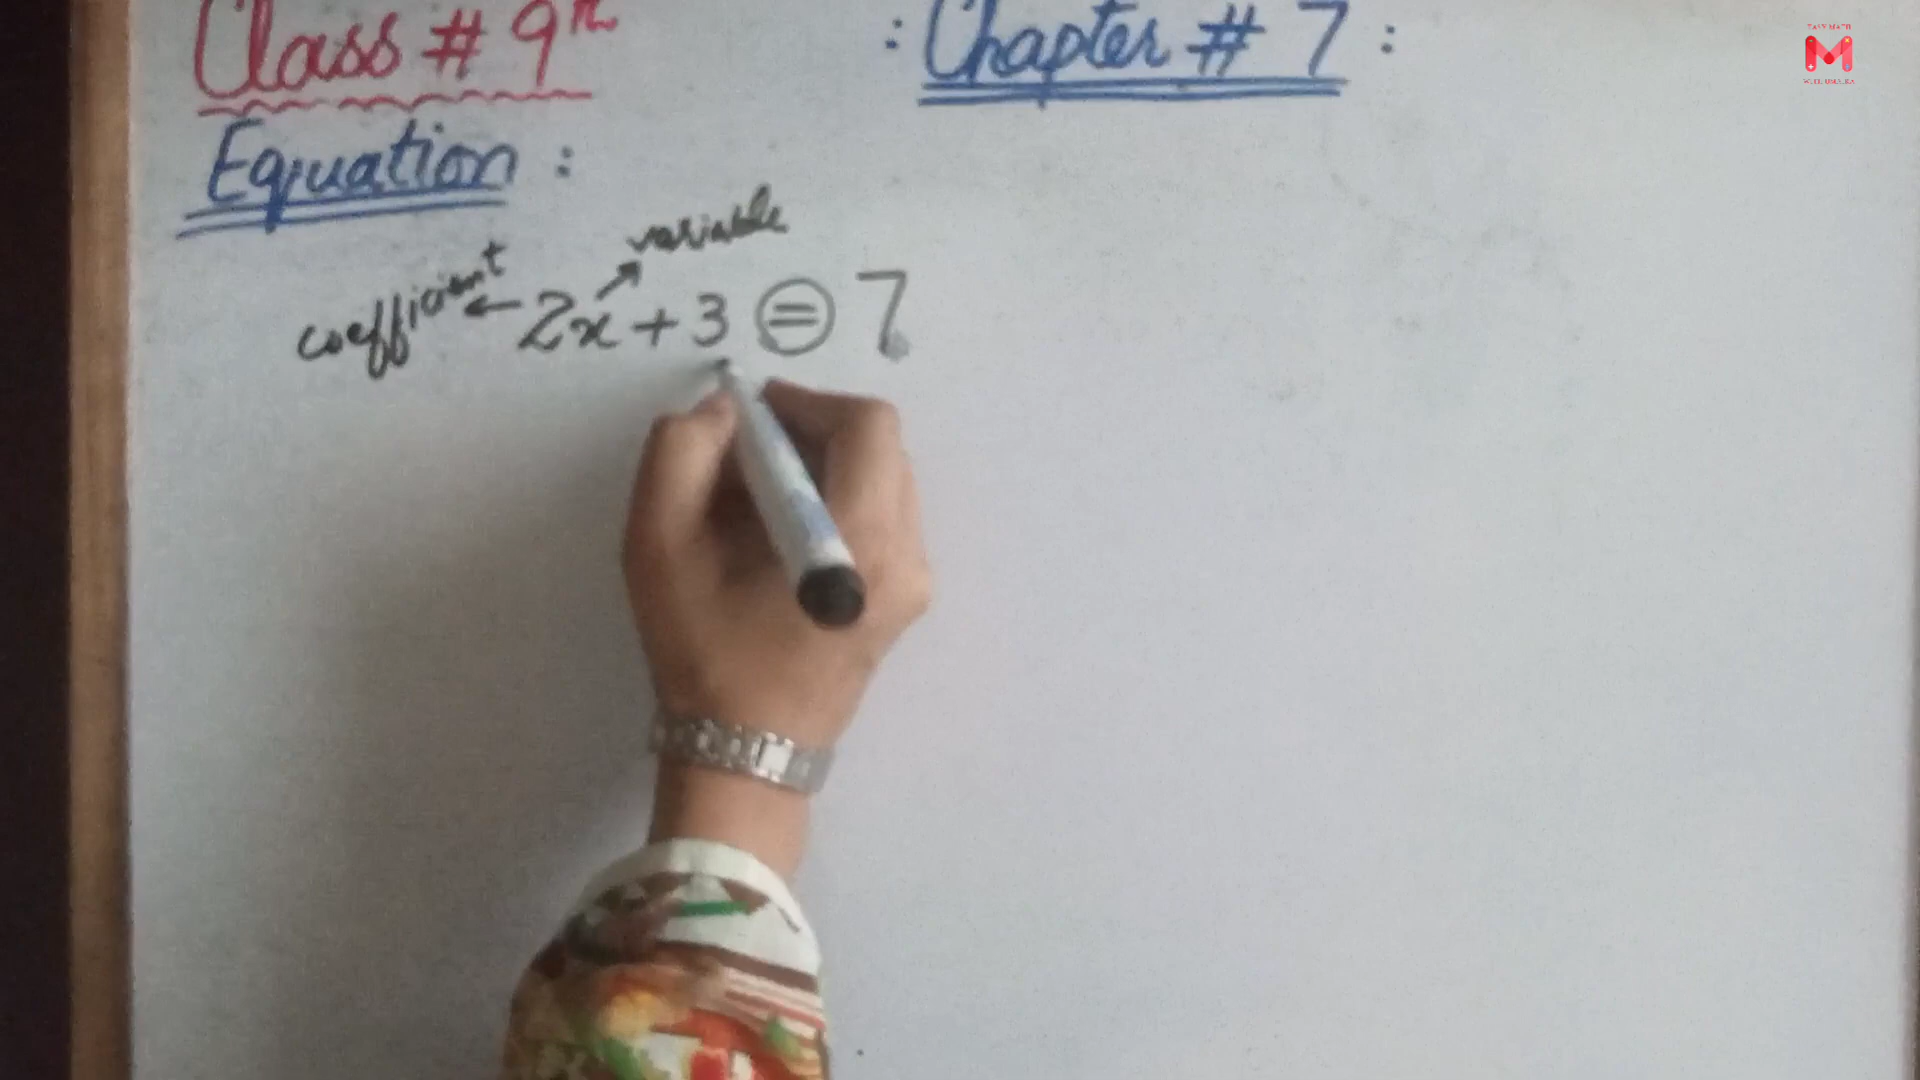 Class # 9th
: Chapter # 7 :
Equation :
variable
coefficient
2x + 3 = 7
M